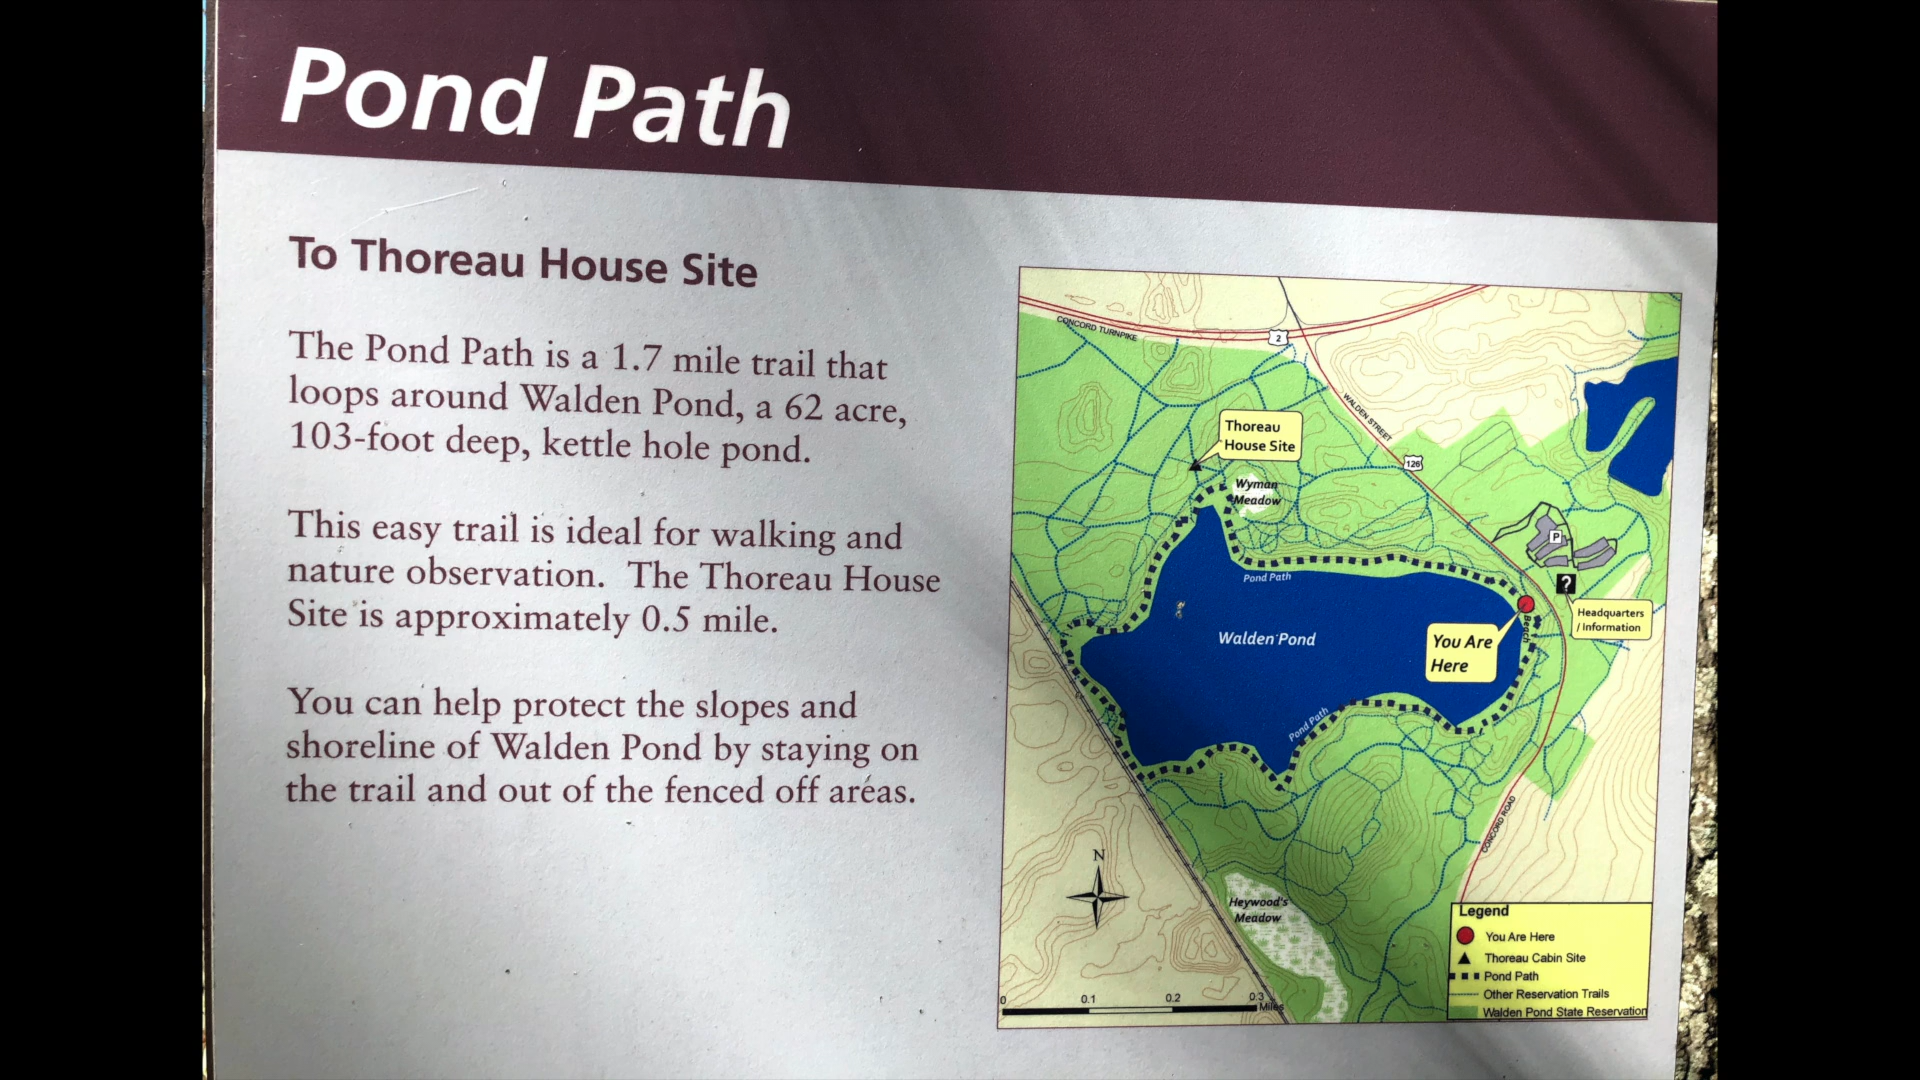 Pond Path
To Thoreau House Site
The Pond Path is a 1.7 mile trail that
loops around Walden Pond, a 62 acre,
103-foot deep, kettle hole pond.
This easy trail is ideal for walking and
nature observation. The Thoreau House
Site is approximately 0.5 mile.
You can help protect the slopes and
shoreline of Walden Pond by staying on
the trail and out of the fenced off areas.
CONCORD TURNPIKE
2
WALDEN STREET
126
Thoreau
House Site
Wyman
Meadow
P
?
Pond Path
Headquarters
/ Information
Beach
Walden Pond
You Are
Here
Pond Path
CONCORD ROAD
N
Heywood's
Meadow
0 0.1 0.2 0.3
Miles
Legend
You Are Here
Thoreau Cabin Site
Pond Path
Other Reservation Trails
Walden Pond State Reservation